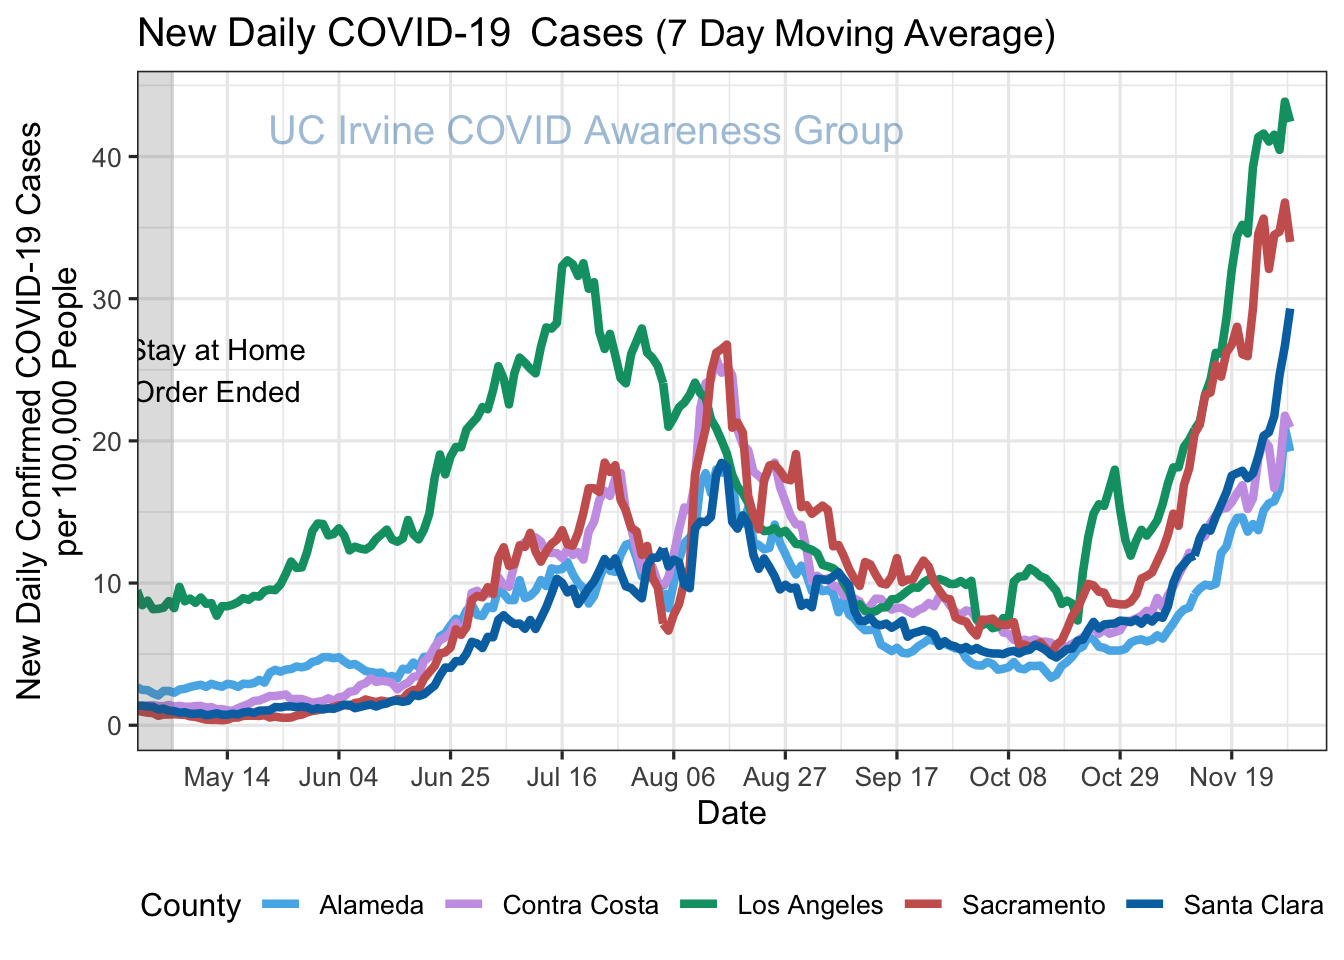 New Daily COVID-19 Cases (7 Day Moving Average)
UC Irvine COVID Awareness Group
New Daily Confirmed COVID-19 Cases
per 100,000 People
40
30
20
10
0
Stay at Home
Order Ended
May 14 Jun 04 Jun 25 Jul 16 Aug 06 Aug 27 Sep 17 Oct 08 Oct 29 Nov 19
Date
County Alameda Contra Costa Los Angeles Sacramento Santa Clara